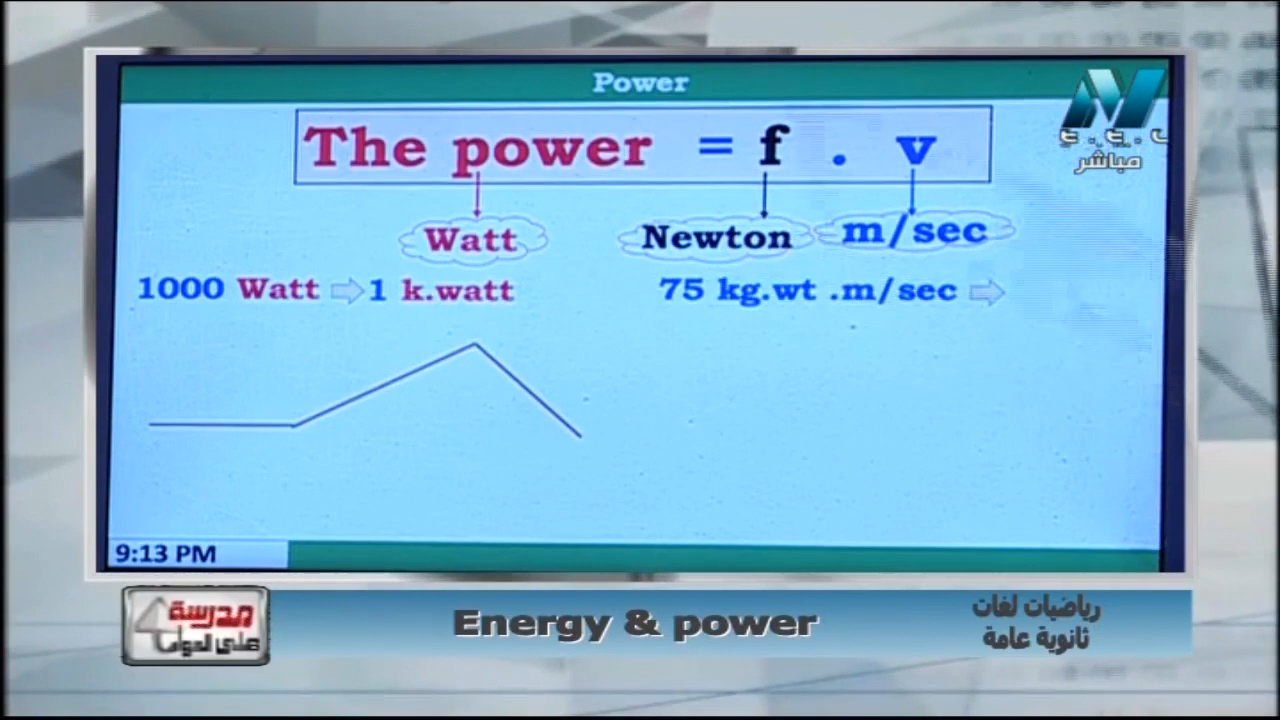 Power
The power = f . v
Watt Newton m/sec
1000 Watt ⇨ 1 k.watt 75 kg.wt .m/sec ⇨
مباشر
9:13 PM
مدرسة
على الهواء
Energy & power
رياضيات لغات
ثانوية عامة